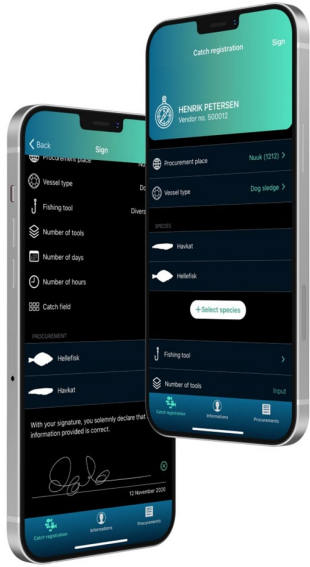 Catch registration
Sign
HENRIK PETERSEN
Vendor no. 500012
Procurement place
Nuuk (1212)
Vessel type
Dog sledge
SPECIES
Havkat
Hellefisk
+ Select species
Fishing tool
Number of tools
Input
Catch registration
Informations
Procurements
Back
Sign
Procurement place
Vessel type
Fishing tool
Number of tools
Number of days
Number of hours
Catch field
PROCUREMENT
Hellefisk
Havkat
With your signature, you solemnly declare that
information provided is correct.
12 November 2020
Catch registration
Informations
Procurements